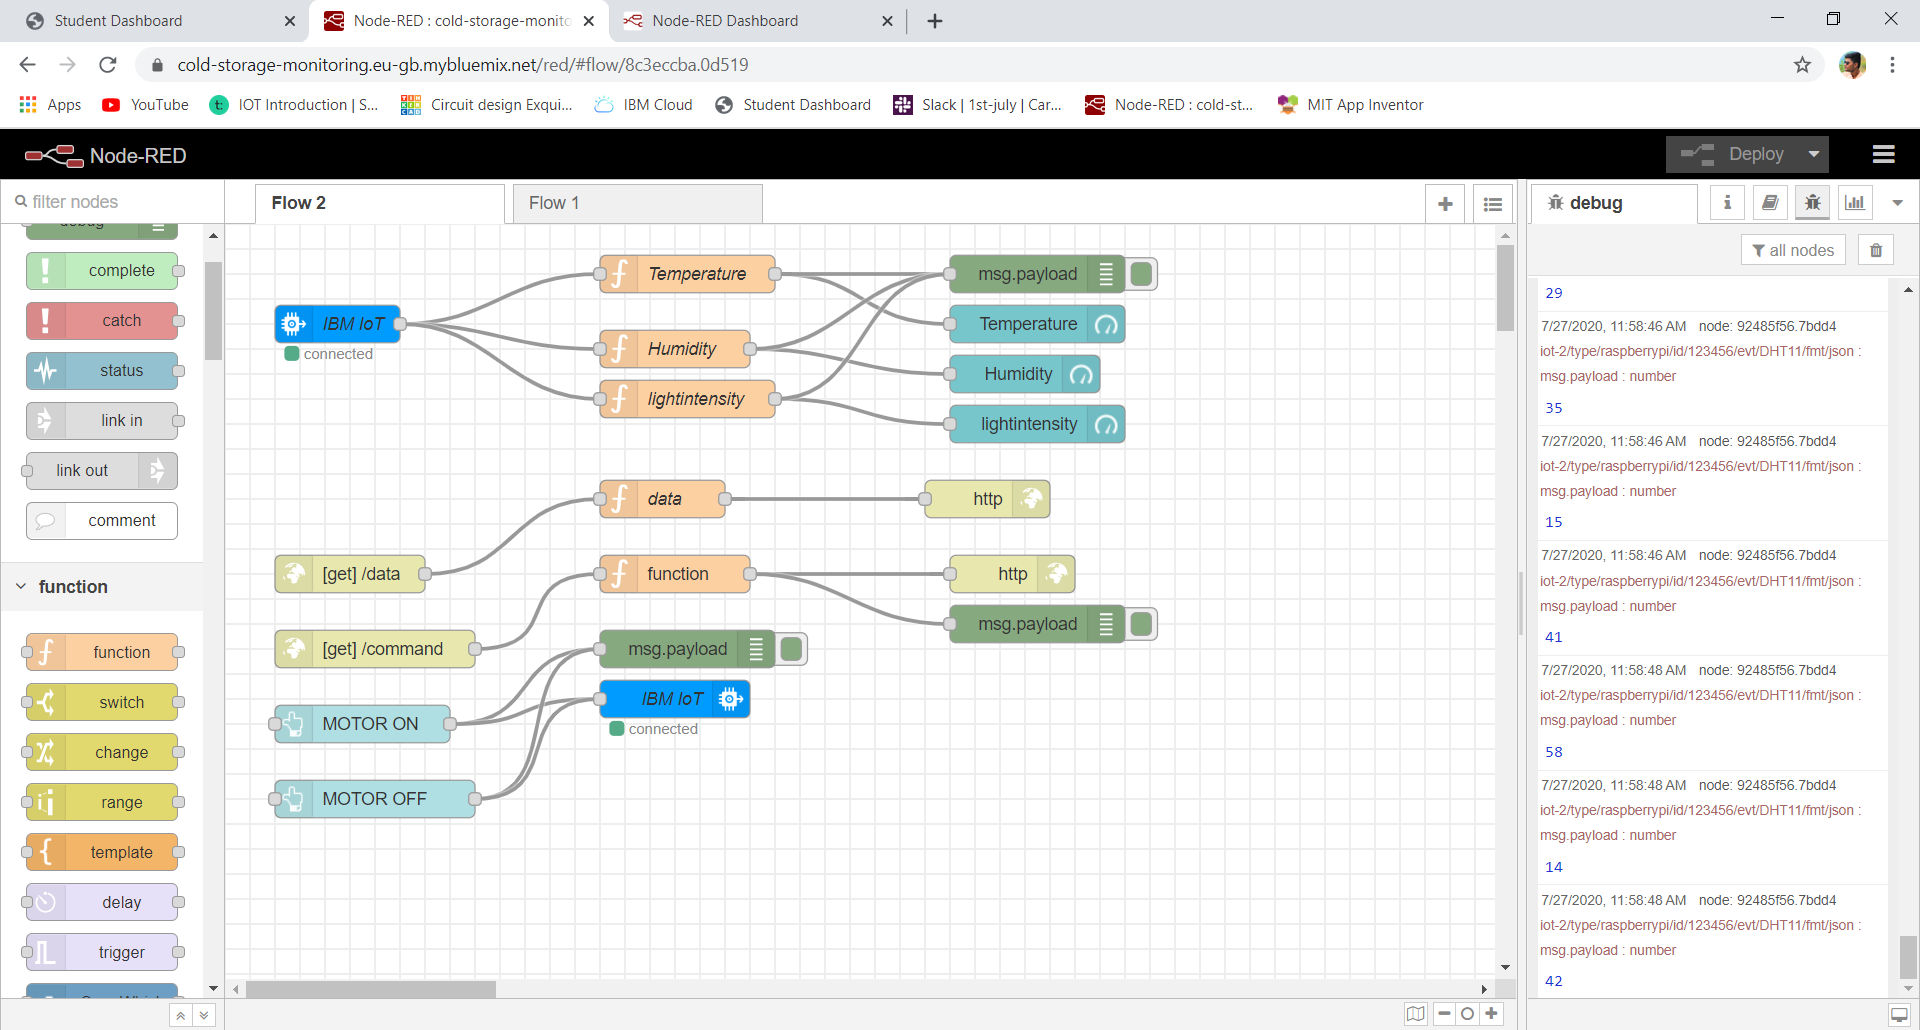 Student Dashboard
Node-RED : cold-storage-monito
Node-RED Dashboard
cold-storage-monitoring.eu-gb.mybluemix.net/red/#flow/8c3eccba.0d519
Apps
YouTube
IOT Introduction | S...
Circuit design Exqui...
IBM Cloud
Student Dashboard
Slack | 1st-july | Car...
Node-RED : cold-st...
MIT App Inventor
Node-RED
Deploy
filter nodes
Flow 2
Flow 1
debug
all nodes
debug
complete
catch
status
link in
link out
comment
function
function
switch
change
range
template
delay
trigger
IBM IoT
connected
Temperature
Humidity
lightintensity
msg.payload
Temperature
Humidity
lightintensity
data
http
[get] /data
function
http
msg.payload
[get] /command
msg.payload
IBM IoT
connected
MOTOR ON
MOTOR OFF
29
7/27/2020, 11:58:46 AM node: 92485f56.7bdd4
iot-2/type/raspberrypi/id/123456/evt/DHT11/fmt/json :
msg.payload : number
35
7/27/2020, 11:58:46 AM node: 92485f56.7bdd4
iot-2/type/raspberrypi/id/123456/evt/DHT11/fmt/json :
msg.payload : number
15
7/27/2020, 11:58:46 AM node: 92485f56.7bdd4
iot-2/type/raspberrypi/id/123456/evt/DHT11/fmt/json :
msg.payload : number
41
7/27/2020, 11:58:48 AM node: 92485f56.7bdd4
iot-2/type/raspberrypi/id/123456/evt/DHT11/fmt/json :
msg.payload : number
58
7/27/2020, 11:58:48 AM node: 92485f56.7bdd4
iot-2/type/raspberrypi/id/123456/evt/DHT11/fmt/json :
msg.payload : number
14
7/27/2020, 11:58:48 AM node: 92485f56.7bdd4
iot-2/type/raspberrypi/id/123456/evt/DHT11/fmt/json :
msg.payload : number
42